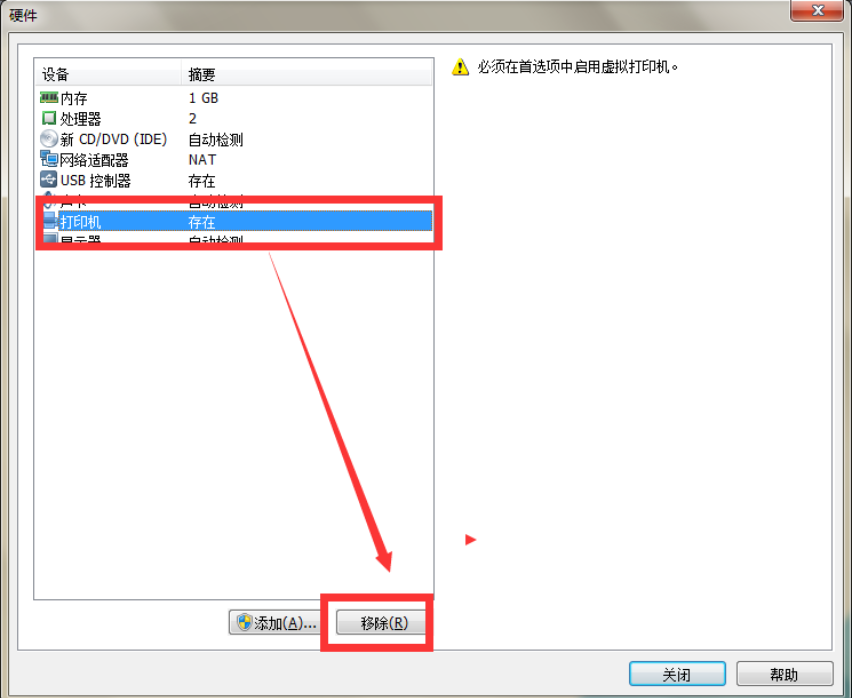 硬件
设备 摘要
内存 1 GB
处理器 2
新 CD/DVD (IDE) 自动检测
网络适配器 NAT
USB 控制器 存在
声卡 自动检测
打印机 存在
显示器 自动检测
必须在首选项中启用虚拟打印机。
添加(A)... 移除(R)
关闭 帮助